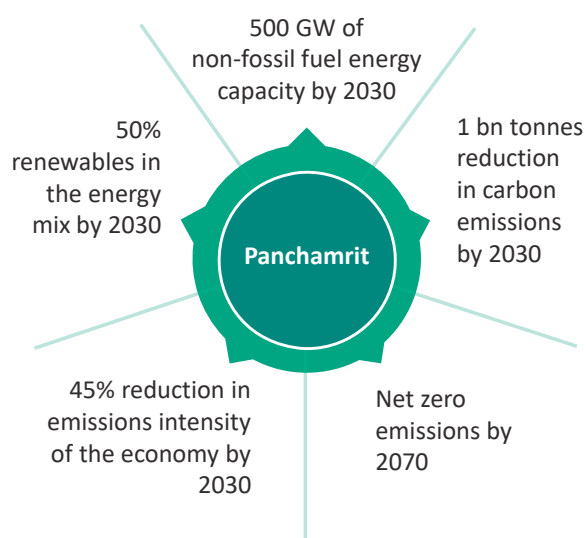 500 GW of
non-fossil fuel energy
capacity by 2030
1 bn tonnes
reduction
in carbon
emissions
by 2030
Net zero
emissions by
2070
45% reduction in
emissions intensity
of the economy by
2030
50%
renewables in
the energy
mix by 2030
Panchamrit